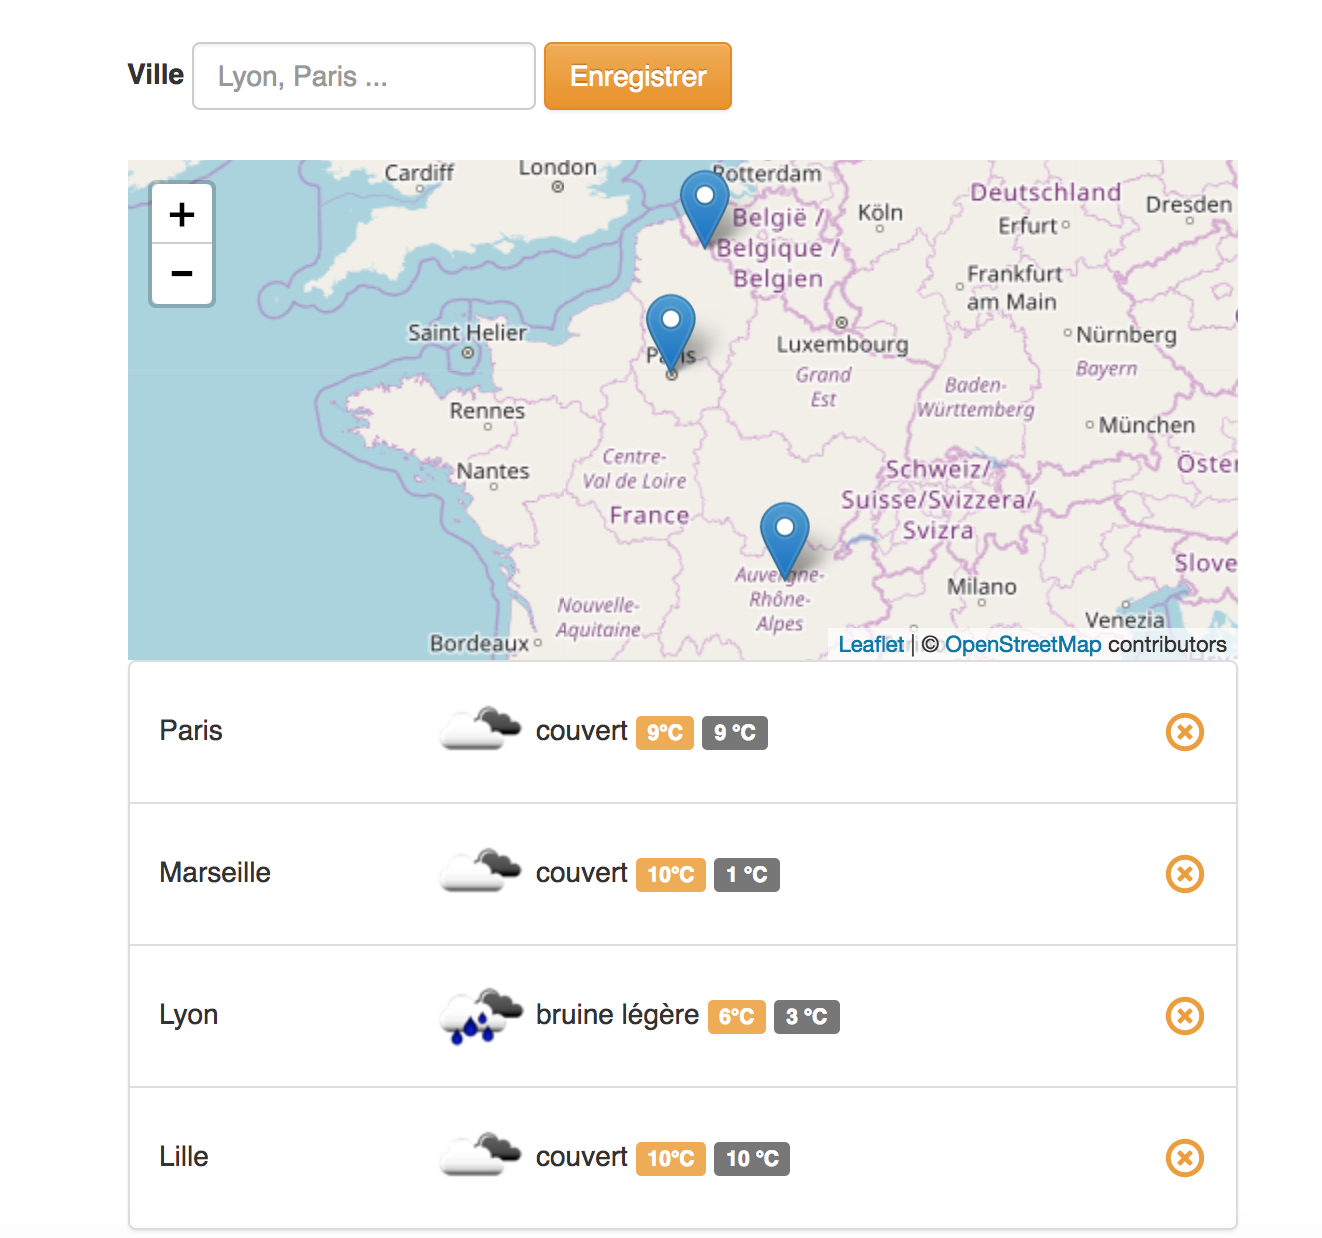 Ville Lyon, Paris ... Enregistrer
+
−
Cardiff
London
Rotterdam
België /
Belgique /
Belgien
Köln
Deutschland
Erfurt
Dresden
Frankfurt
am Main
Saint Helier
Paris
Luxembourg
Nürnberg
Grand
Est
Bayern
Baden-
Württemberg
Rennes
München
Nantes
Centre-
Val de Loire
France
Schweiz/
Suisse/Svizzera/
Svizra
Öster
Auvergne-
Rhône-
Alpes
Milano
Slove
Nouvelle-
Aquitaine
Venezia
Bordeaux
Leaflet | © OpenStreetMap contributors
Paris couvert 9°C 9 °C
Marseille couvert 10°C 1 °C
Lyon bruine légère 6°C 3 °C
Lille couvert 10°C 10 °C